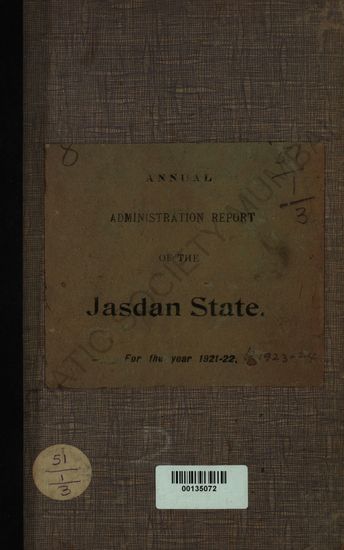 8
ANNUAL
1
3
ADMINISTRATION REPORT
OF THE
Jasdan State.
For the year 1921-22. to 1923-24
51
1
3
00135072